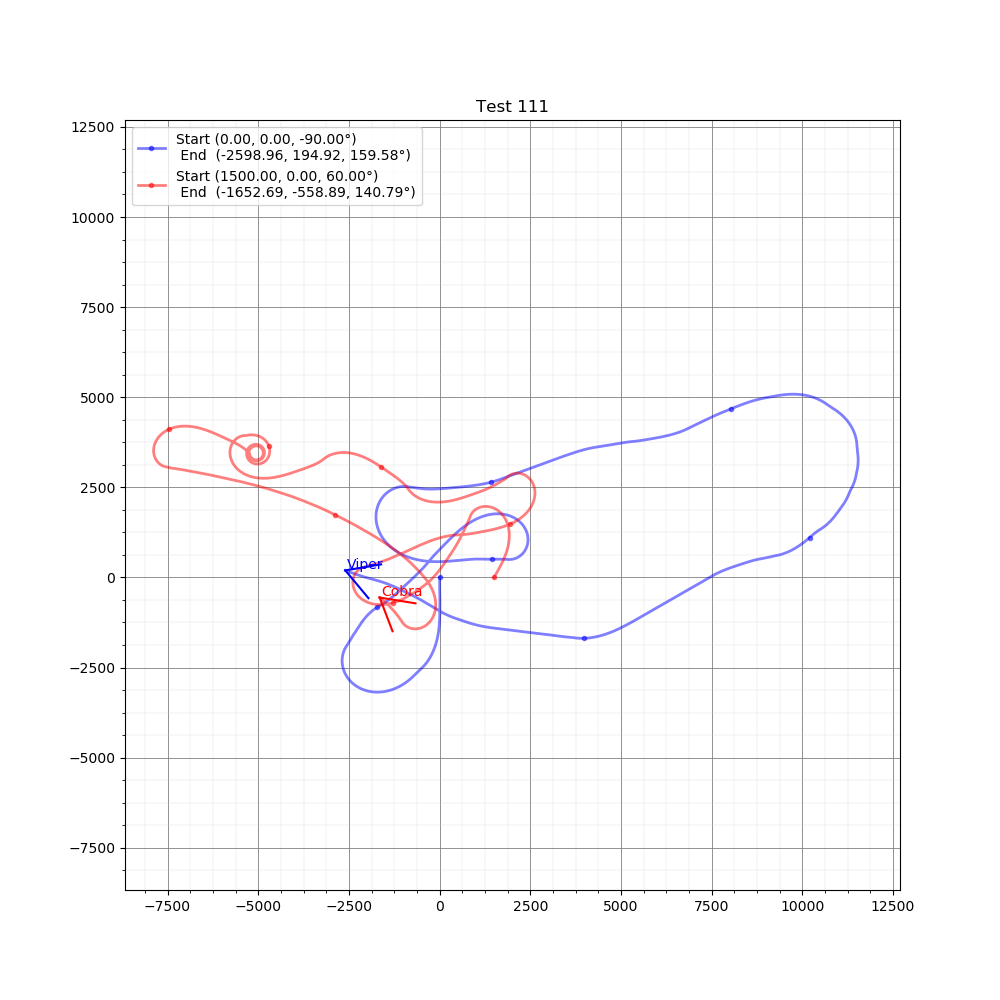 Test 111
Start (0.00, 0.00, -90.00°)
End (-2598.96, 194.92, 159.58°)
Start (1500.00, 0.00, 60.00°)
End (-1652.69, -558.89, 140.79°)
12500
10000
7500
5000
2500
0
−2500
−5000
−7500
Viper
Cobra
−7500 −5000 −2500 0 2500 5000 7500 10000 12500